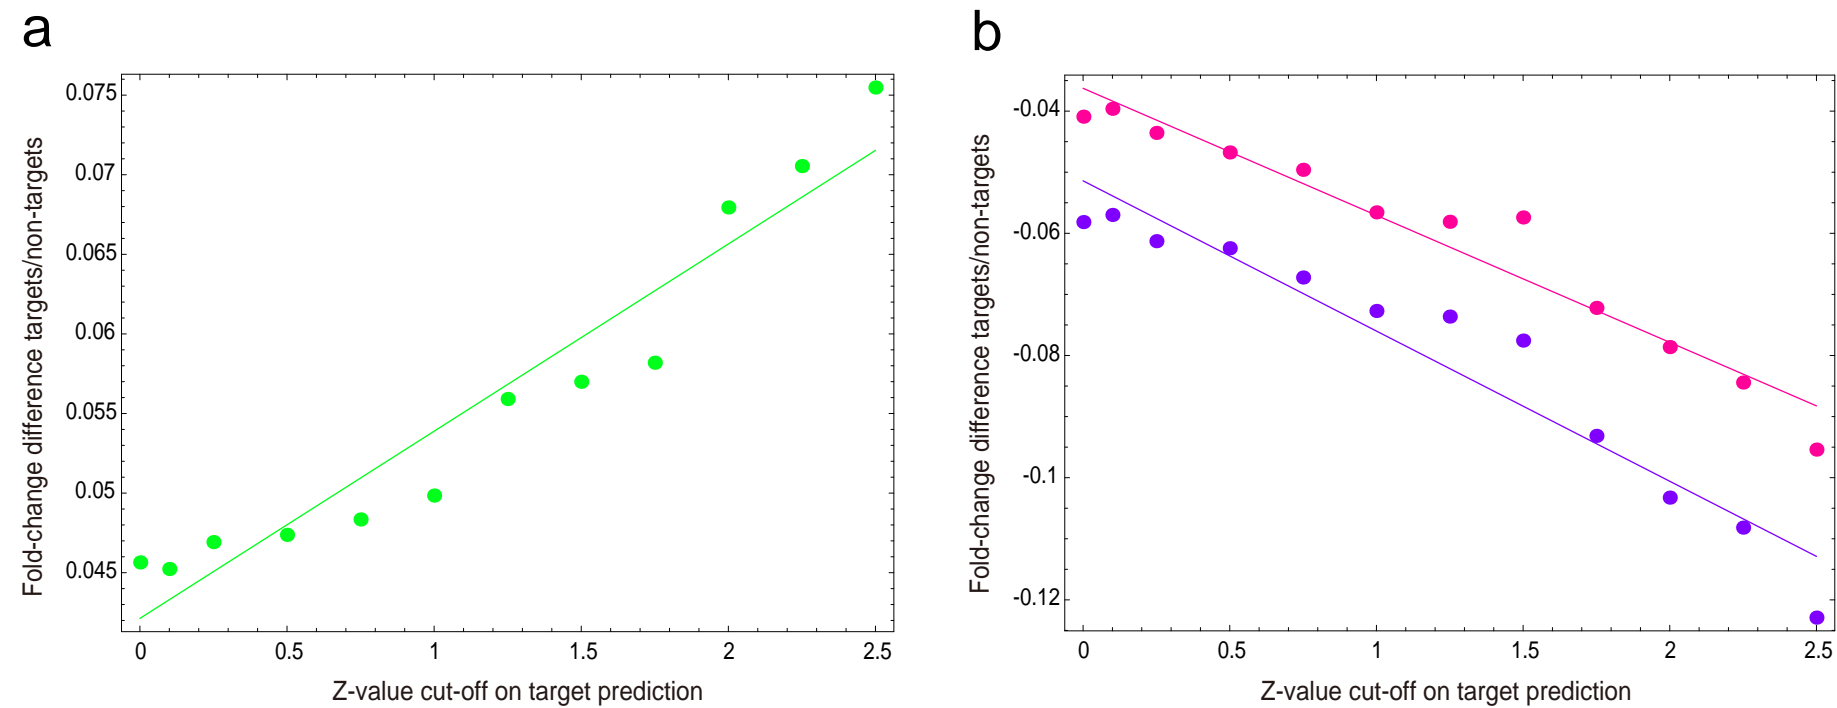 a
Fold-change difference targets/non-targets
0.075
0.07
0.065
0.06
0.055
0.05
0.045
0 0.5 1 1.5 2 2.5
Z-value cut-off on target prediction
b
Fold-change difference targets/non-targets
-0.04
-0.06
-0.08
-0.1
-0.12
0 0.5 1 1.5 2 2.5
Z-value cut-off on target prediction